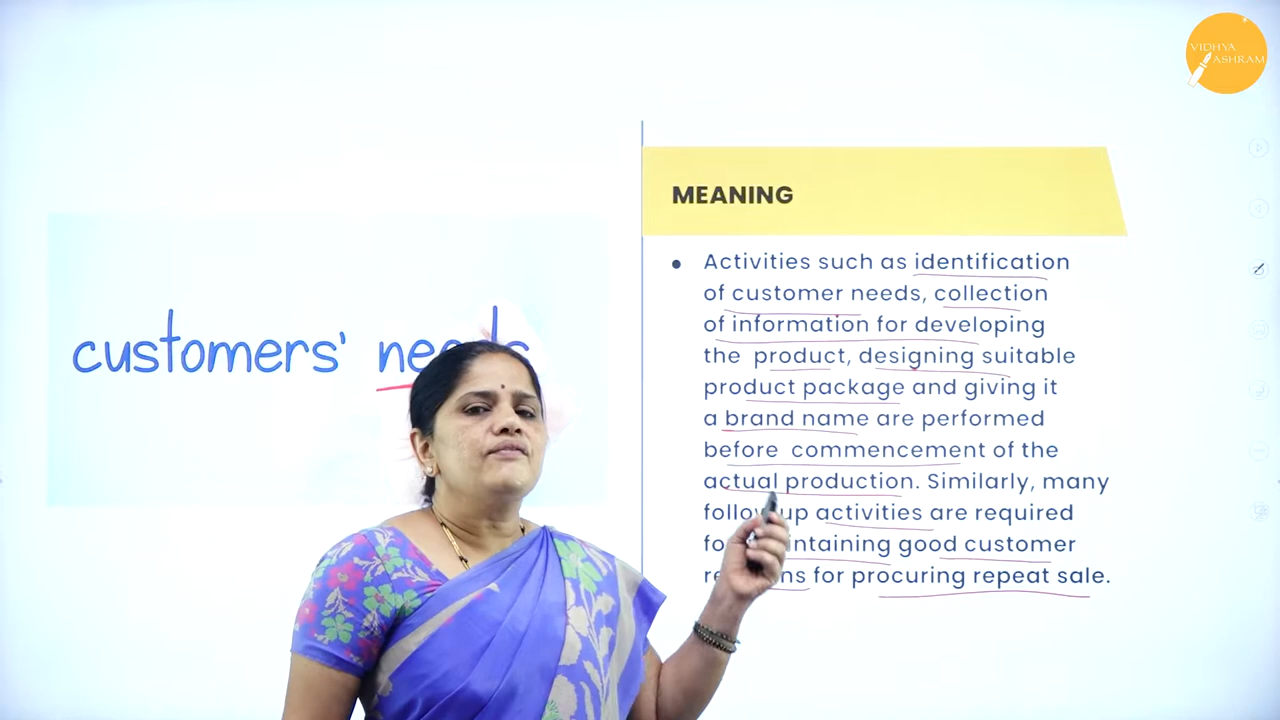 VIDHYA
ASHRAM
MEANING
customers'
Activities such as identification
of customer needs, collection
of information for developing
the product, designing suitable
product package and giving it
a brand name are performed
before commencement of the
actual production. Similarly, many
up activities are required
good customer
for procuring repeat sale.